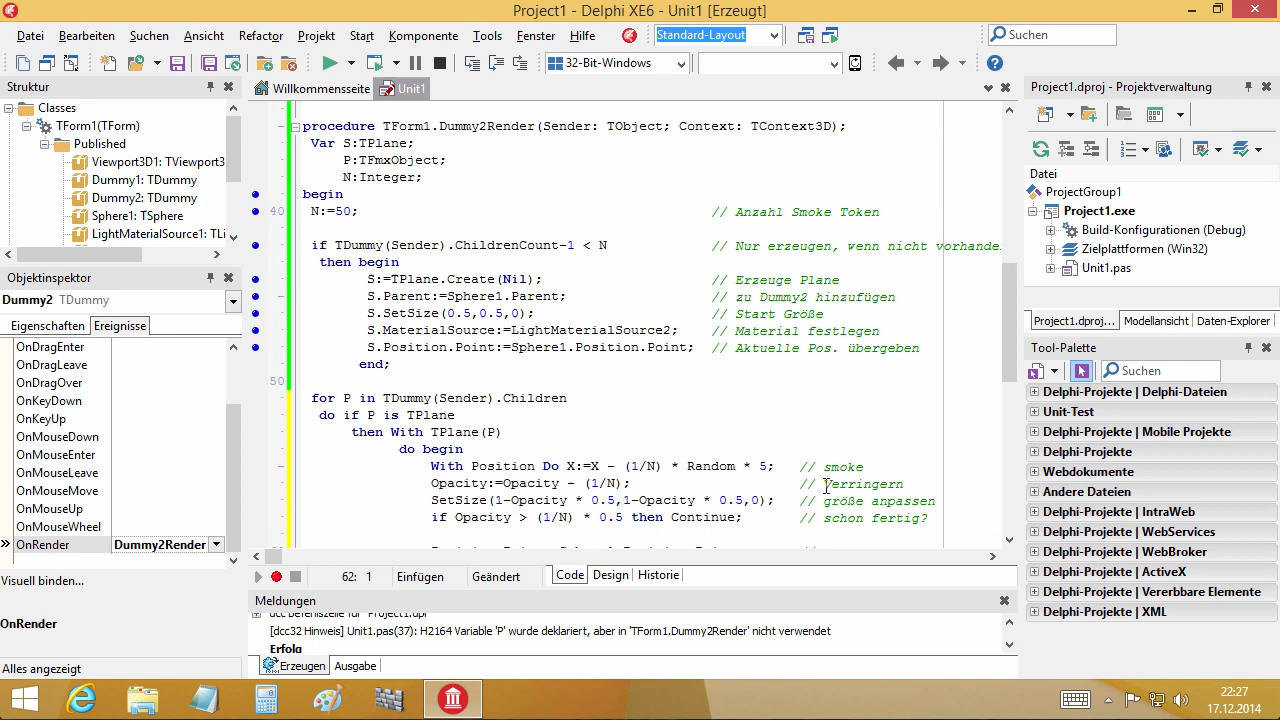 Project1 - Delphi XE6 - Unit1 [Erzeugt]
Datei Bearbeiten Suchen Ansicht Refactor Projekt Start Komponente Tools Fenster Hilfe Standard-Layout Suchen
32-Bit-Windows
Struktur
Classes
TForm1(TForm)
Published
Viewport3D1: TViewport3
Dummy1: TDummy
Dummy2: TDummy
Sphere1: TSphere
LightMaterialSource1: TLi
Objektinspektor
Dummy2 TDummy
Eigenschaften Ereignisse
OnDragEnter
OnDragLeave
OnDragOver
OnKeyDown
OnKeyUp
OnMouseDown
OnMouseEnter
OnMouseLeave
OnMouseMove
OnMouseUp
OnMouseWheel
OnRender Dummy2Render
Visuell binden...
OnRender
Alles angezeigt
Willkommensseite Unit1
procedure TForm1.Dummy2Render(Sender: TObject; Context: TContext3D);
Var S:TPlane;
P:TFmxObject;
N:Integer;
begin
40 N:=50; // Anzahl Smoke Token
if TDummy(Sender).ChildrenCount-1 < N // Nur erzeugen, wenn nicht vorhande
then begin
S:=TPlane.Create(Nil); // Erzeuge Plane
S.Parent:=Sphere1.Parent; // zu Dummy2 hinzufügen
S.SetSize(0.5,0.5,0); // Start Größe
S.MaterialSource:=LightMaterialSource2; // Material festlegen
S.Position.Point:=Sphere1.Position.Point; // Aktuelle Pos. übergeben
end;
50
for P in TDummy(Sender).Children
do if P is TPlane
then With TPlane(P)
do begin
With Position Do X:=X - (1/N) * Random * 5; // smoke
Opacity:=Opacity - (1/N); // verringern
SetSize(1-Opacity * 0.5,1-Opacity * 0.5,0); // größe anpassen
if Opacity > (1/N) * 0.5 then Continue; // schon fertig?
62: 1 Einfügen Geändert Code Design Historie
Meldungen
[dcc32 Hinweis] Unit1.pas(37): H2164 Variable 'P' wurde deklariert, aber in 'TForm1.Dummy2Render' nicht verwendet
Erfolg
Erzeugen Ausgabe
Project1.dproj - Projektverwaltung
Datei
ProjectGroup1
Project1.exe
Build-Konfigurationen (Debug)
Zielplattformen (Win32)
Unit1.pas
Project1.dproj... Modellansicht Daten-Explorer
Tool-Palette
Suchen
Delphi-Projekte | Delphi-Dateien
Unit-Test
Delphi-Projekte | Mobile Projekte
Delphi-Projekte
Webdokumente
Andere Dateien
Delphi-Projekte | IntraWeb
Delphi-Projekte | WebServices
Delphi-Projekte | WebBroker
Delphi-Projekte | ActiveX
Delphi-Projekte | Vererbbare Elemente
Delphi-Projekte | XML
22:27
17.12.2014